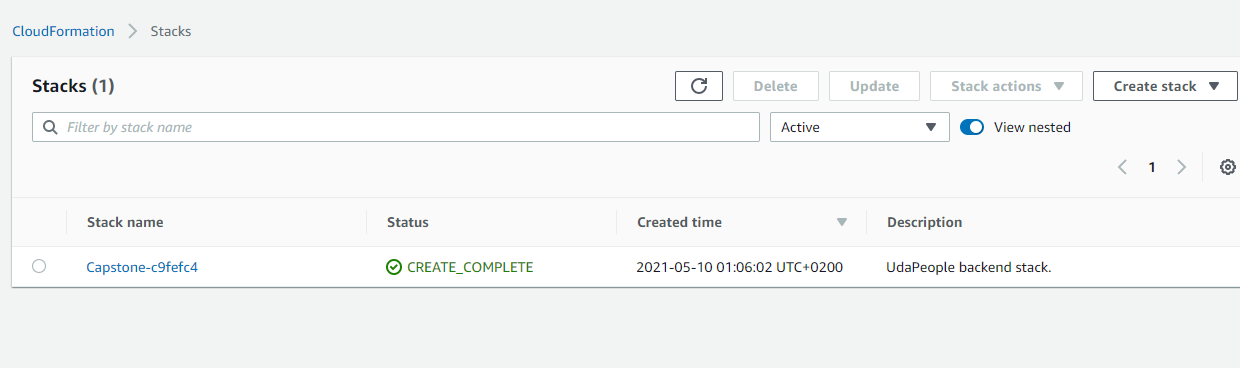 CloudFormation Stacks
Stacks (1) Delete Update Stack actions Create stack
Filter by stack name Active View nested
1
Stack name Status Created time Description
Capstone-c9fefc4 CREATE_COMPLETE 2021-05-10 01:06:02 UTC+0200 UdaPeople backend stack.